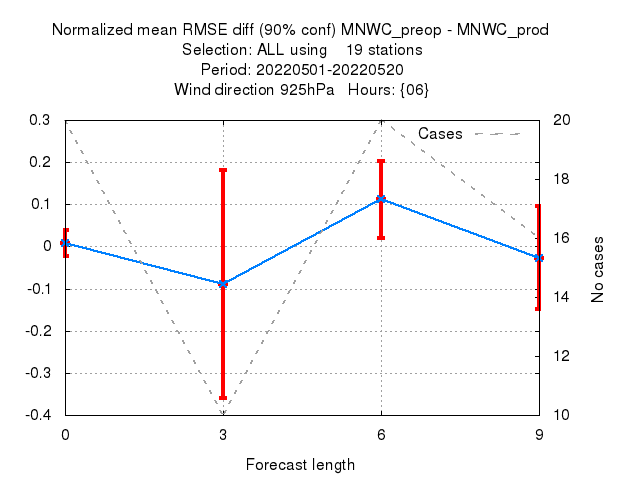 Normalized mean RMSE diff (90% conf) MNWC_preop - MNWC_prod
Selection: ALL using 19 stations
Period: 20220501-20220520
Wind direction 925hPa Hours: {06}
Cases
0.3
0.2
0.1
0
-0.1
-0.2
-0.3
-0.4
20
18
16
14
12
10
No cases
0 3 6 9
Forecast length